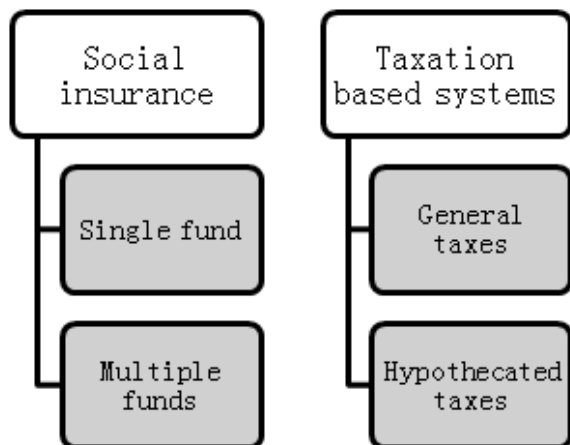 Social
insurance
Single fund
Multiple
funds
Taxation
based systems
General
taxes
Hypothecated
taxes